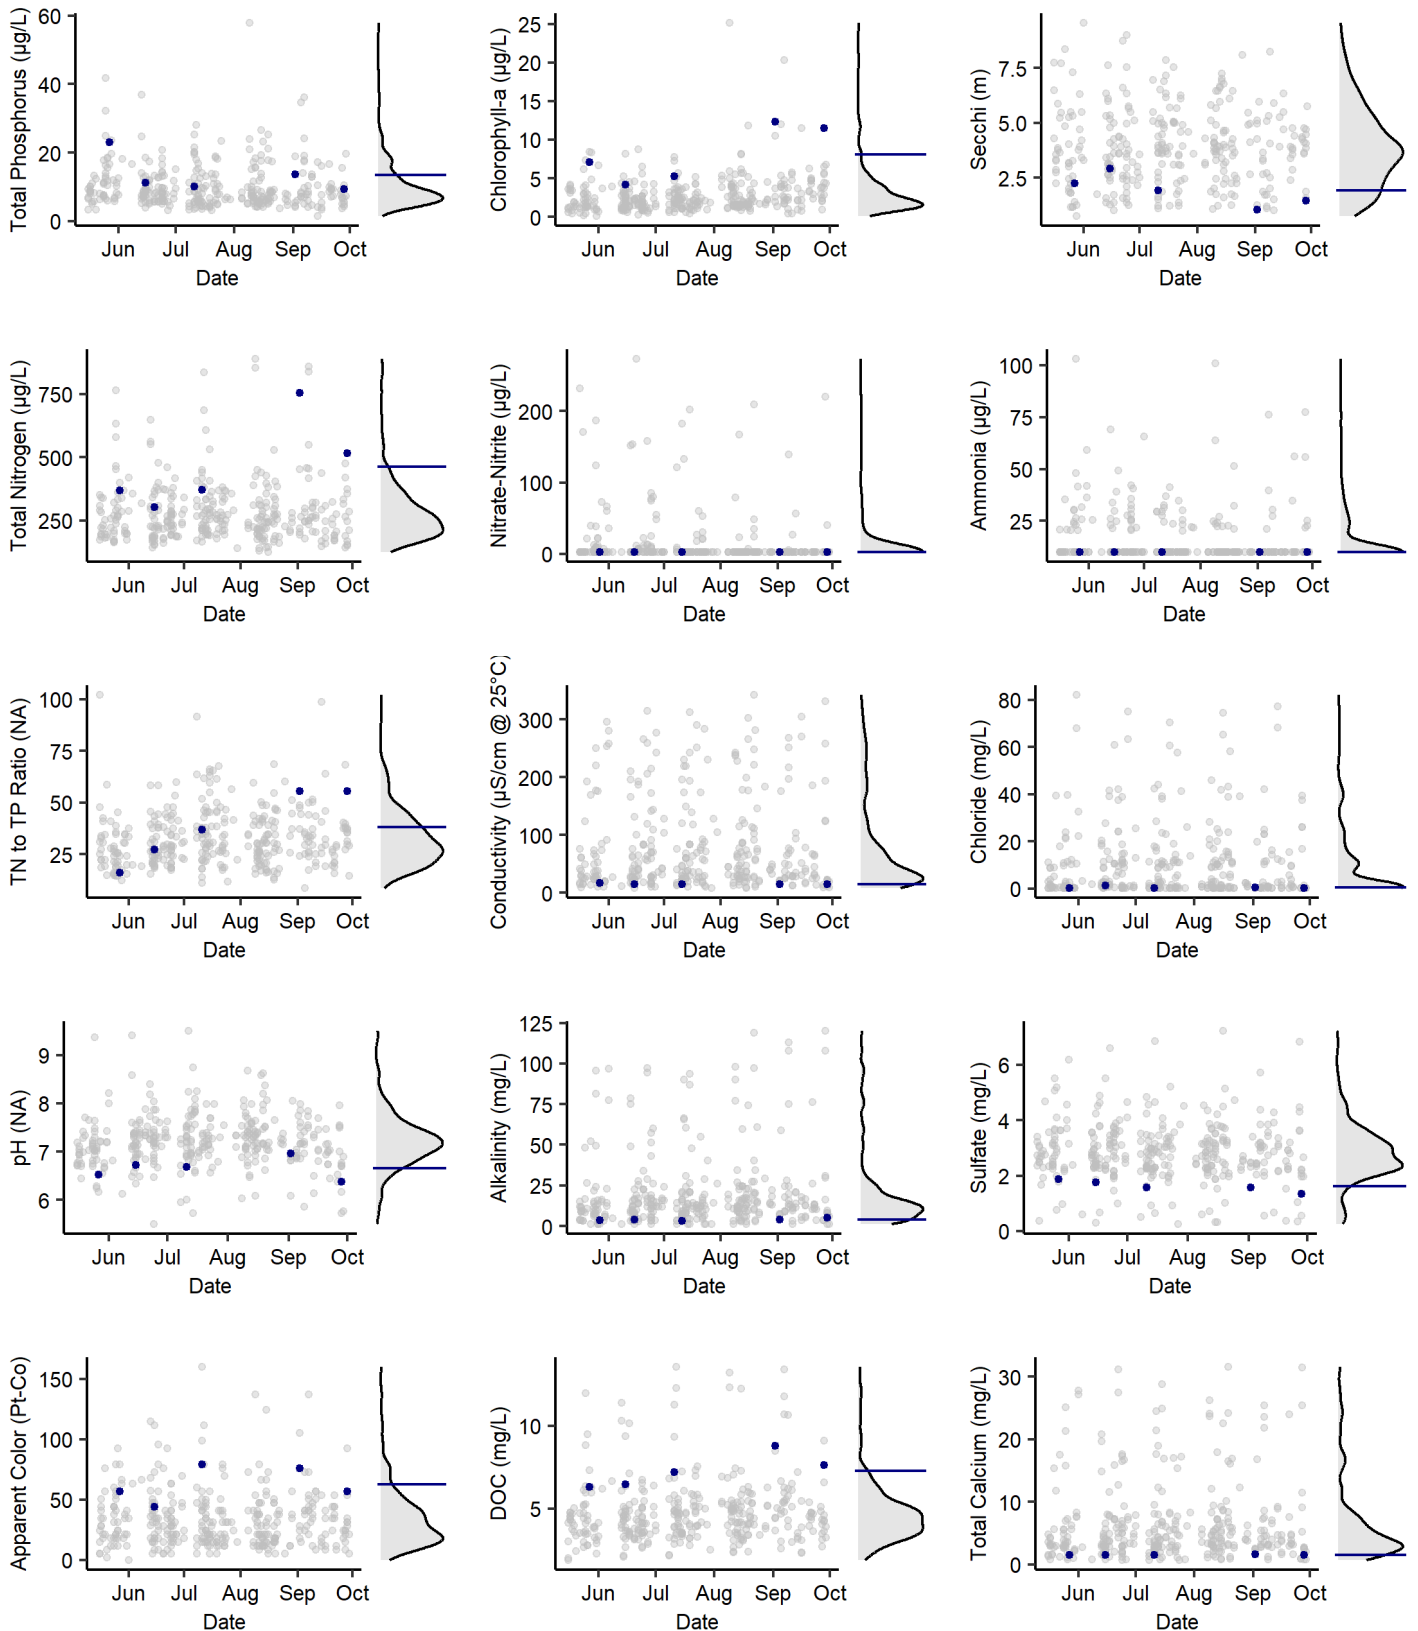 Total Phosphorus (µg/L)
60
40
20
0
Jun Jul Aug Sep Oct
Date
Chlorophyll-a (µg/L)
25
20
15
10
5
0
Jun Jul Aug Sep Oct
Date
Secchi (m)
7.5
5.0
2.5
Jun Jul Aug Sep Oct
Date
Total Nitrogen (µg/L)
750
500
250
Jun Jul Aug Sep Oct
Date
Nitrate-Nitrite (µg/L)
200
100
0
Jun Jul Aug Sep Oct
Date
Ammonia (µg/L)
100
75
50
25
Jun Jul Aug Sep Oct
Date
TN to TP Ratio (NA)
100
75
50
25
Jun Jul Aug Sep Oct
Date
Conductivity (µS/cm @ 25°C)
300
200
100
0
Jun Jul Aug Sep Oct
Date
Chloride (mg/L)
80
60
40
20
0
Jun Jul Aug Sep Oct
Date
pH (NA)
9
8
7
6
Jun Jul Aug Sep Oct
Date
Alkalinity (mg/L)
125
100
75
50
25
0
Jun Jul Aug Sep Oct
Date
Sulfate (mg/L)
6
4
2
0
Jun Jul Aug Sep Oct
Date
Apparent Color (Pt-Co)
150
100
50
0
Jun Jul Aug Sep Oct
Date
DOC (mg/L)
10
5
Jun Jul Aug Sep Oct
Date
Total Calcium (mg/L)
30
20
10
0
Jun Jul Aug Sep Oct
Date